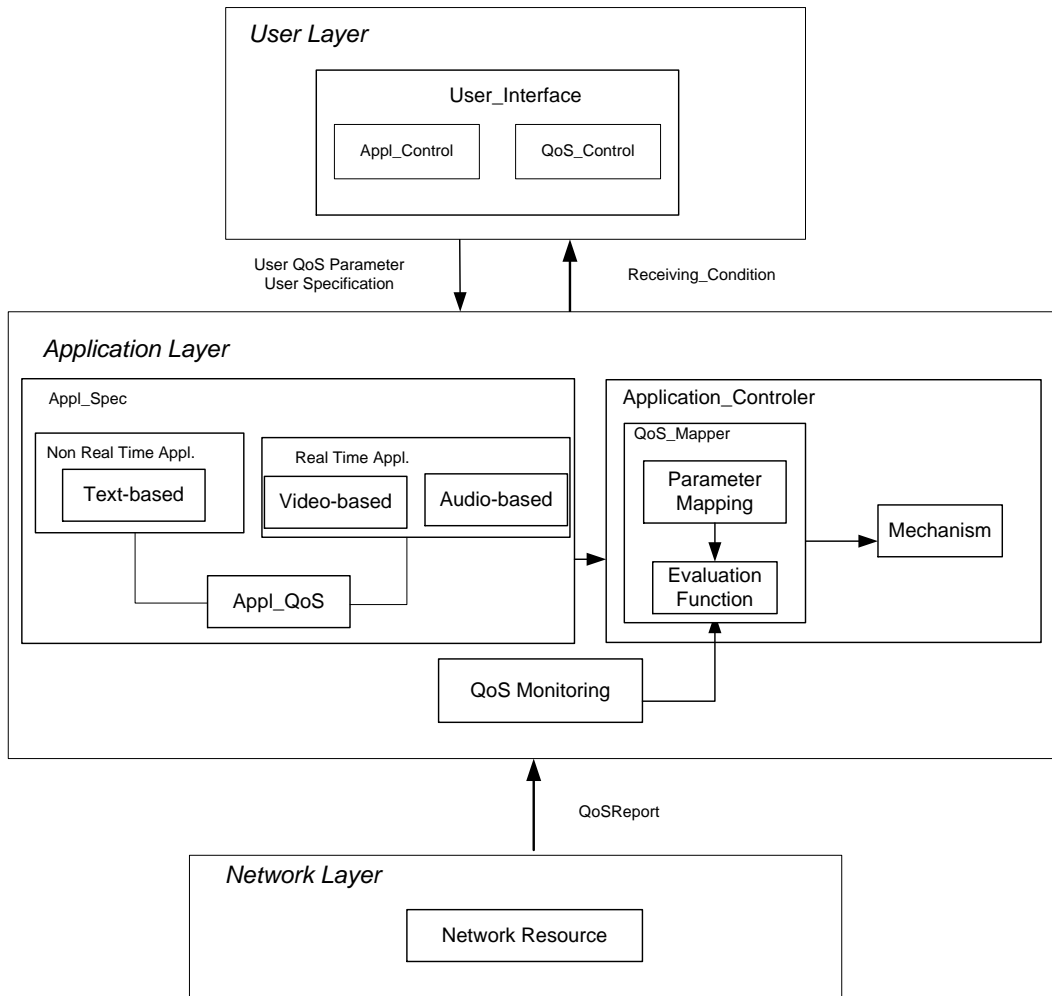 User Layer
User_Interface
Appl_Control
QoS_Control
User QoS Parameter
User Specification
Receiving_Condition
Application Layer
Appl_Spec
Non Real Time Appl.
Text-based
Real Time Appl.
Video-based
Audio-based
Appl_QoS
Application_Controler
QoS_Mapper
Parameter
Mapping
Evaluation
Function
Mechanism
QoS Monitoring
QoSReport
Network Layer
Network Resource